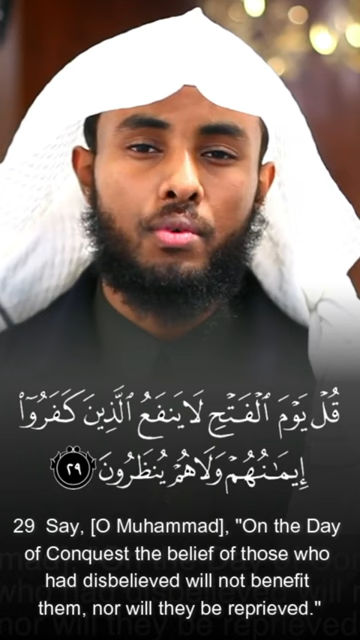 قُلْ يَوْمَ ٱلْفَتْحِ لَا يَنفَعُ ٱلَّذِينَ كَفَرُوٓا۟
إِيمَـٰنُهُمْ وَلَا هُمْ يُنظَرُونَ ٢٩
29 Say, [O Muhammad], "On the Day
of Conquest the belief of those who
had disbelieved will not benefit
them, nor will they be reprieved."